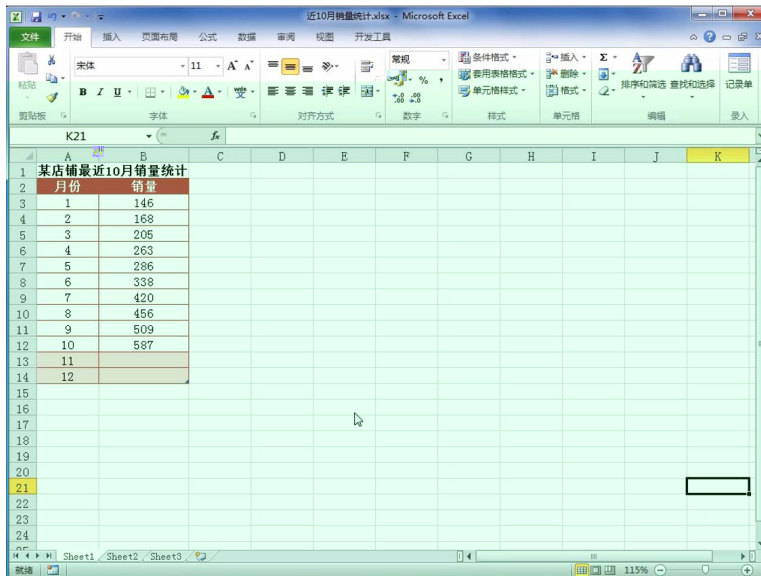 近10月销量统计.xlsx - Microsoft Excel
文件 开始 插入 页面布局 公式 数据 审阅 视图 开发工具
宋体 11 A A 常规 条件格式 插入 Σ
粘贴 B I U A 变 % , 套用表格格式 删除 排序和筛选 查找和选择 记录单
单元格样式 格式
剪贴板 字体 对齐方式 数字 样式 单元格 编辑 录入
K21 fx
A B C D E F G H I J K
1 某店铺最近10月销量统计
2 月份 销量
3 1 146
4 2 168
5 3 205
6 4 263
7 5 286
8 6 338
9 7 420
10 8 456
11 9 509
12 10 587
13 11
14 12
15
16
17
18
19
20
21
22
23
24
25
Sheet1 Sheet2 Sheet3
就绪 115%